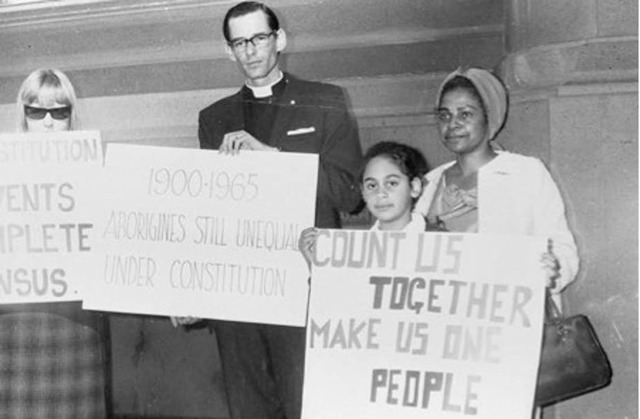 STITUTION
VENTS
MPLETE
NSUS.
1900-1965
ABORIGINES STILL UNEQUAL
UNDER CONSTITUTION
COUNT US
TOGETHER
MAKE US ONE
PEOPLE